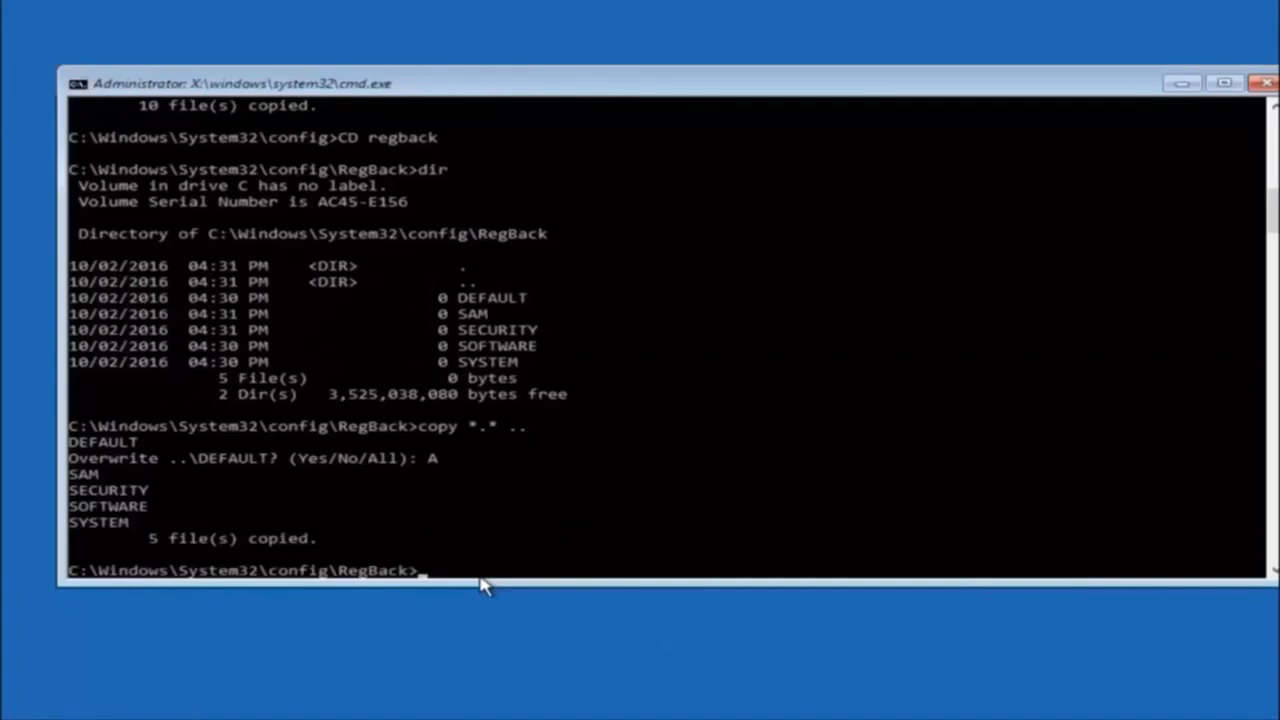 Administrator: X:\windows\system32\cmd.exe
10 file(s) copied.
C:\Windows\System32\config>CD regback
C:\Windows\System32\config\RegBack>dir
Volume in drive C has no label.
Volume Serial Number is AC45-E156
Directory of C:\Windows\System32\config\RegBack
10/02/2016 04:31 PM <DIR> .
10/02/2016 04:31 PM <DIR> ..
10/02/2016 04:30 PM 0 DEFAULT
10/02/2016 04:31 PM 0 SAM
10/02/2016 04:31 PM 0 SECURITY
10/02/2016 04:30 PM 0 SOFTWARE
10/02/2016 04:30 PM 0 SYSTEM
5 File(s) 0 bytes
2 Dir(s) 3,525,038,080 bytes free
C:\Windows\System32\config\RegBack>copy *.* ..
DEFAULT
Overwrite ..\DEFAULT? (Yes/No/All): A
SAM
SECURITY
SOFTWARE
SYSTEM
5 file(s) copied.
C:\Windows\System32\config\RegBack>_